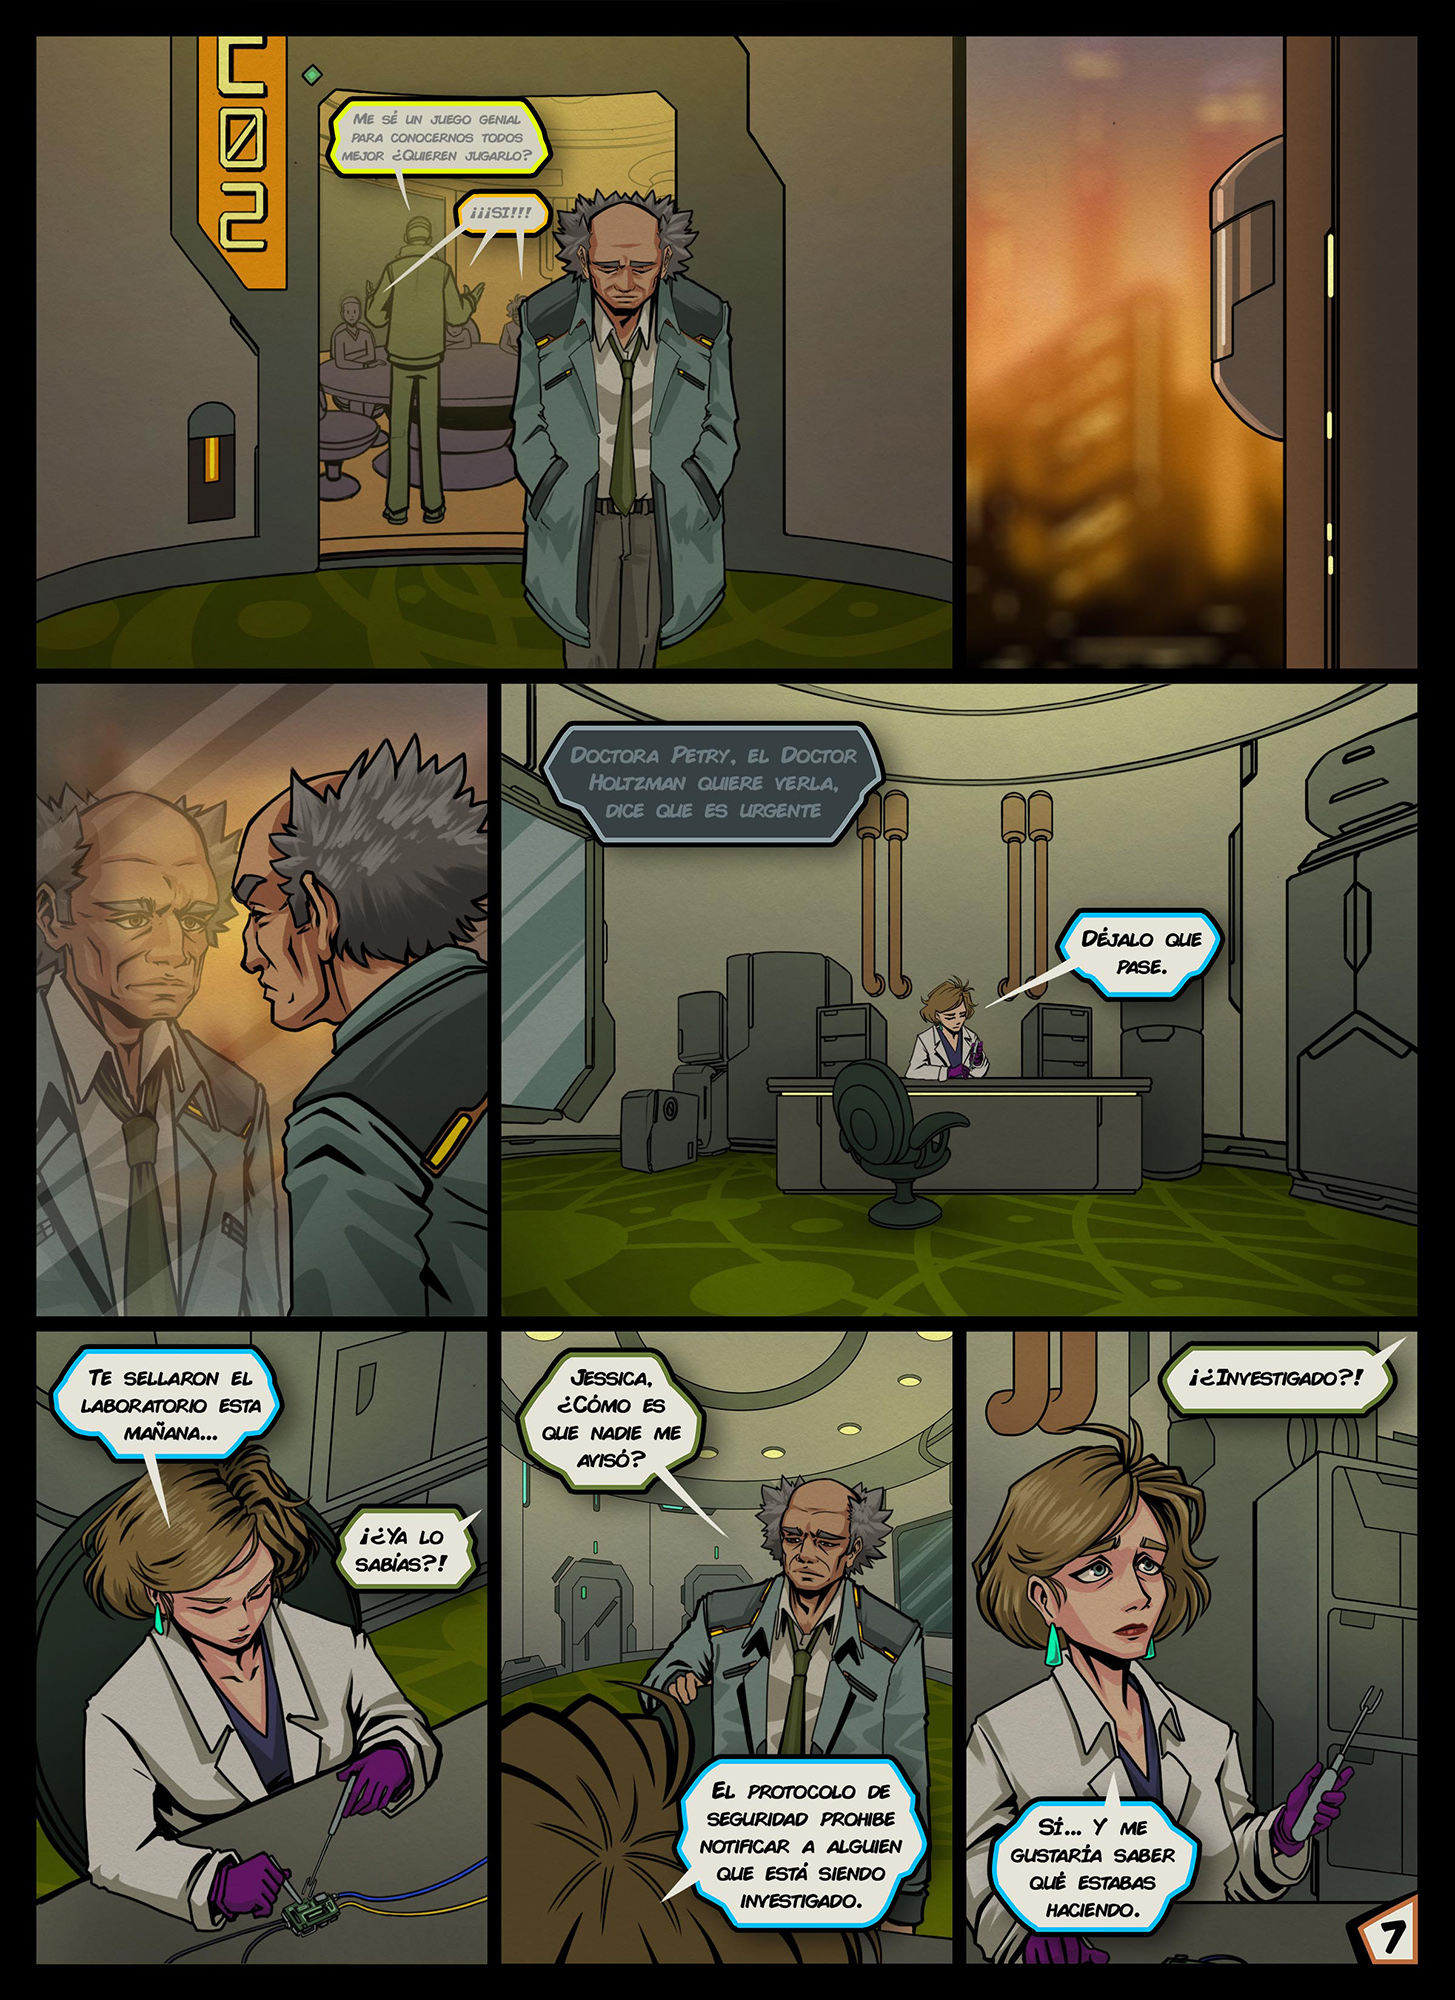 C02
Me sé un juego genial
para conocernos todos
mejor ¿Quieren jugarlo?
¡¡¡Si!!!
Doctora Petry, el Doctor
Holtzman quiere verla,
dice que es urgente
Déjalo que
pase.
Te sellaron el
laboratorio esta
mañana...
¡¿Ya lo
sabías?!
Jessica,
¿Cómo es
que nadie me
avisó?
El protocolo de
seguridad prohibe
notificar a alguien
que está siendo
investigado.
¡¿Investigado?!
Sí... Y me
gustaría saber
qué estabas
haciendo.
7